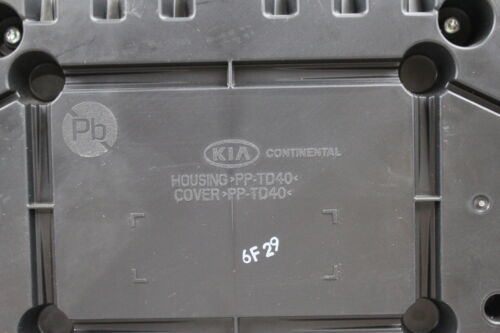 Pb
KIA CONTINENTAL
HOUSING>PP-TD40<
COVER>PP-TD40<
6F29